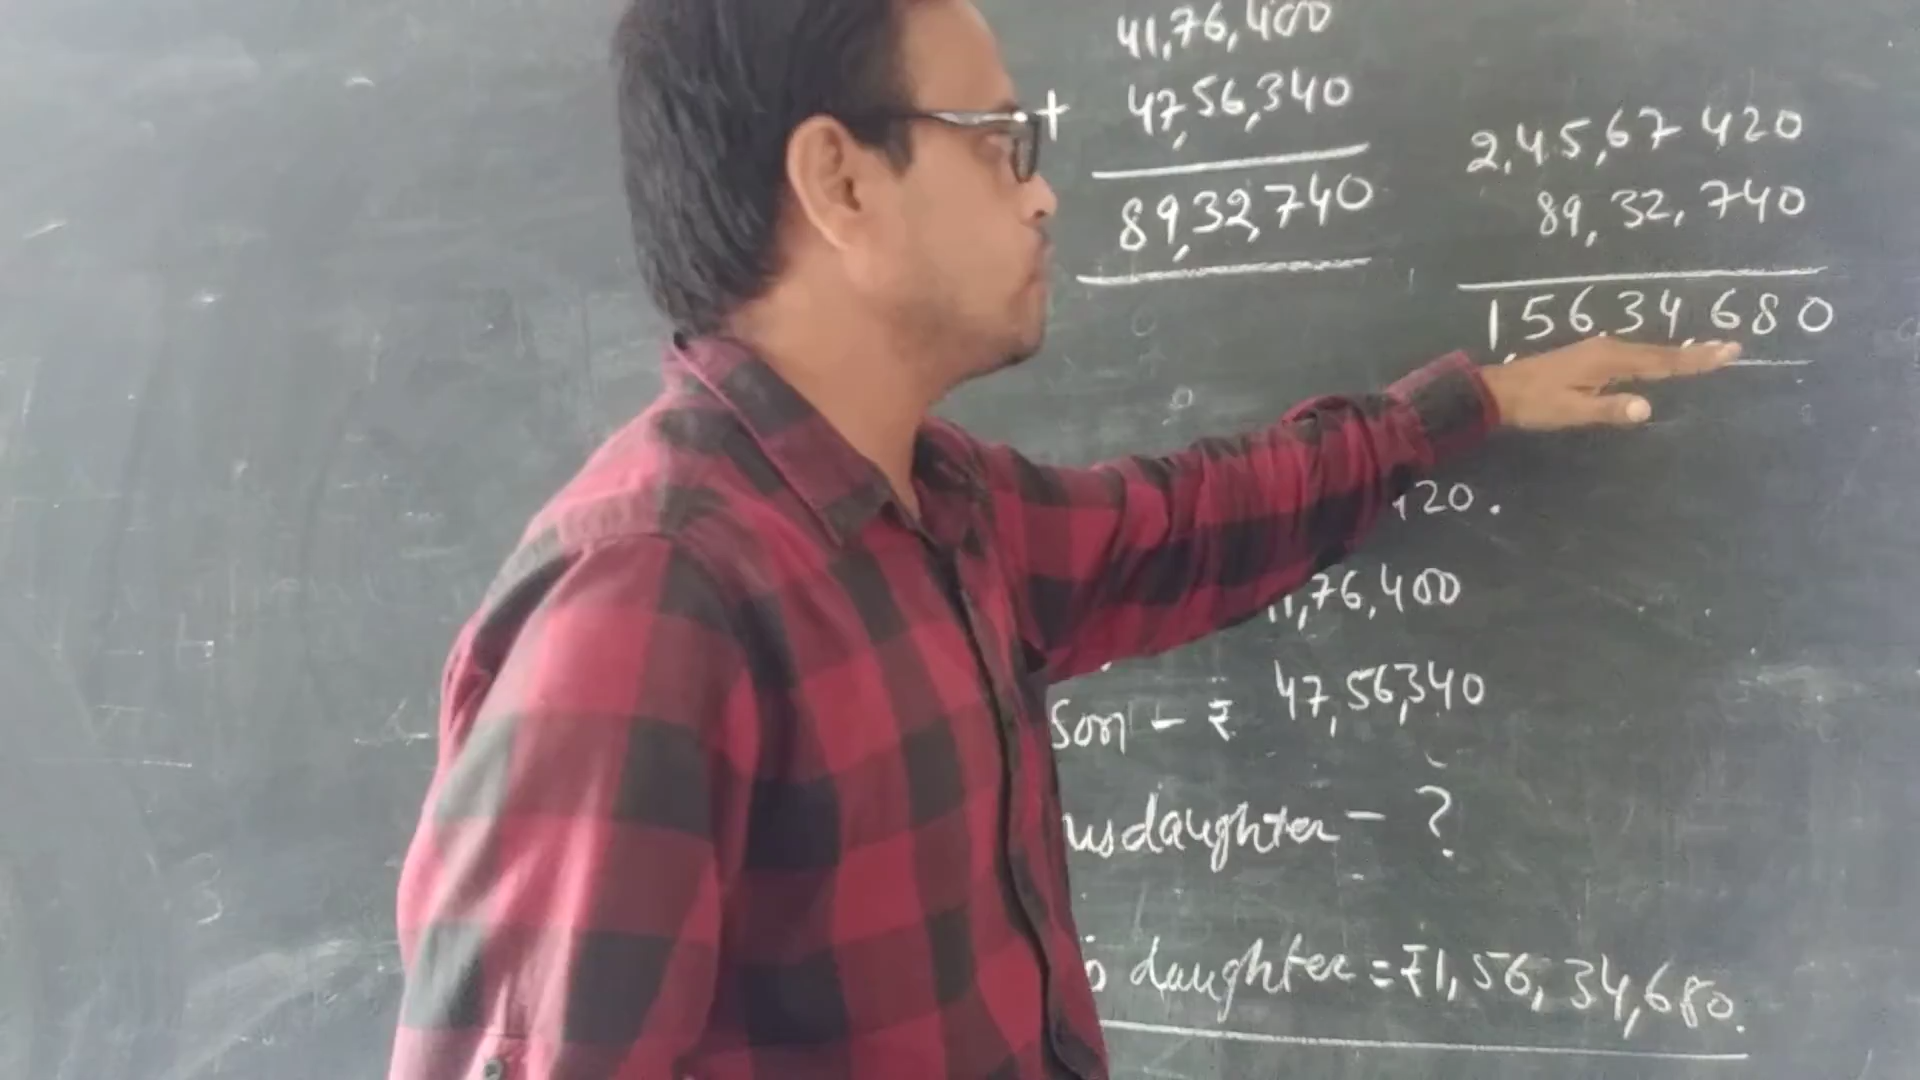 41,76,400
+ 47,56,340
89,32,740
2,45,67 420
89,32,740
1,56,34,680
120.
,76,400
son - ₹ 47,56,340
daughter - ?
daughter = ₹1,56,34,680.